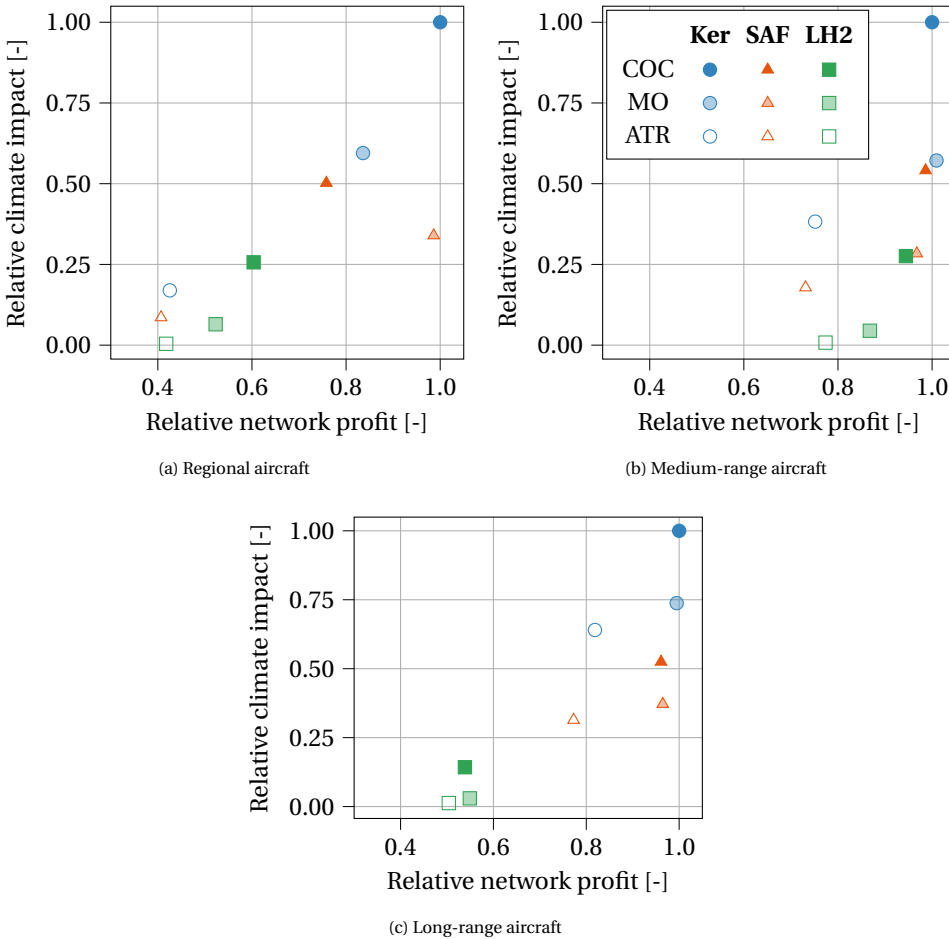 Relative climate impact [-]
1.00
0.75
0.50
0.25
0.00
0.4 0.6 0.8 1.0
Relative network profit [-]
(a) Regional aircraft
Relative climate impact [-]
1.00
0.75
0.50
0.25
0.00
Ker SAF LH2
COC
MO
ATR
0.4 0.6 0.8 1.0
Relative network profit [-]
(b) Medium-range aircraft
Relative climate impact [-]
1.00
0.75
0.50
0.25
0.00
0.4 0.6 0.8 1.0
Relative network profit [-]
(c) Long-range aircraft